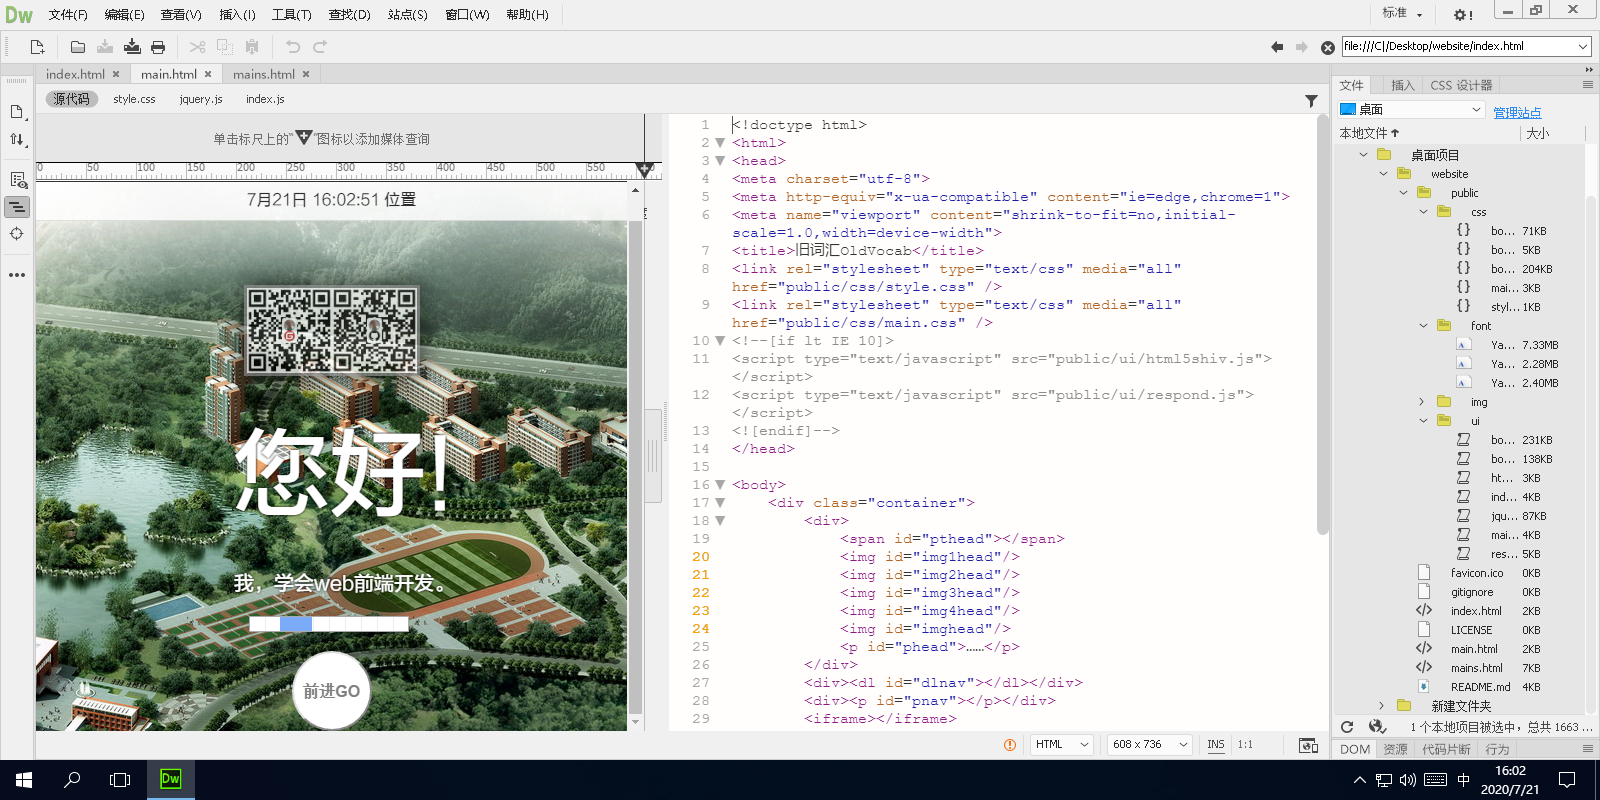 Dw 文件(F) 编辑(E) 查看(V) 插入(I) 工具(T) 查找(D) 站点(S) 窗口(W) 帮助(H) 标准
file:///C|/Desktop/website/index.html
index.html main.html mains.html
源代码 style.css jquery.js index.js
单击标尺上的“ ”图标以添加媒体查询
0 50 100 150 200 250 300 350 400 450 500 550
7月21日 16:02:51 位置
您好!
我，学会web前端开发。
前进GO
1 <!doctype html>
2 <html>
3 <head>
4 <meta charset="utf-8">
5 <meta http-equiv="x-ua-compatible" content="ie=edge,chrome=1">
6 <meta name="viewport" content="shrink-to-fit=no,initial-
scale=1.0,width=device-width">
7 <title>旧词汇OldVocab</title>
8 <link rel="stylesheet" type="text/css" media="all"
href="public/css/style.css" />
9 <link rel="stylesheet" type="text/css" media="all"
href="public/css/main.css" />
10 <!--[if lt IE 10]>
11 <script type="text/javascript" src="public/ui/html5shiv.js">
</script>
12 <script type="text/javascript" src="public/ui/respond.js">
</script>
13 <![endif]-->
14 </head>
15
16 <body>
17 <div class="container">
18 <div>
19 <span id="pthead"></span>
20 <img id="img1head"/>
21 <img id="img2head"/>
22 <img id="img3head"/>
23 <img id="img4head"/>
24 <img id="imghead"/>
25 <p id="phead">……</p>
26 </div>
27 <div><dl id="dlnav"></dl></div>
28 <div><p id="pnav"></p></div>
29 <iframe></iframe>
HTML 608 x 736 INS 1:1
文件 插入 CSS 设计器
桌面 管理站点
本地文件 大小
桌面项目
website
public
css
bo... 71KB
bo... 5KB
bo... 204KB
mai... 3KB
styl... 1KB
font
Ya... 7.33MB
Ya... 2.28MB
Ya... 2.40MB
img
ui
bo... 231KB
bo... 138KB
ht... 3KB
ind... 4KB
jqu... 87KB
mai... 4KB
res... 5KB
favicon.ico 0KB
gitignore 0KB
index.html 2KB
LICENSE 0KB
main.html 2KB
mains.html 7KB
README.md 4KB
新建文件夹
1 个本地项目被选中，总共 1663 ...
DOM 资源 代码片断 行为
Dw
中 16:02
2020/7/21